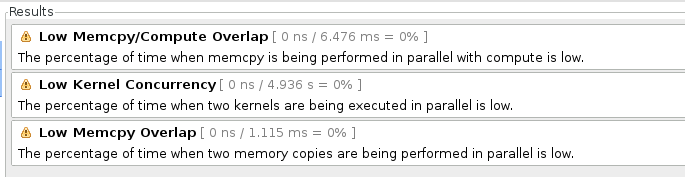 Results
Low Memcpy/Compute Overlap [ 0 ns / 6.476 ms = 0% ]
The percentage of time when memcpy is being performed in parallel with compute is low.
Low Kernel Concurrency [ 0 ns / 4.936 s = 0% ]
The percentage of time when two kernels are being executed in parallel is low.
Low Memcpy Overlap [ 0 ns / 1.115 ms = 0% ]
The percentage of time when two memory copies are being performed in parallel is low.